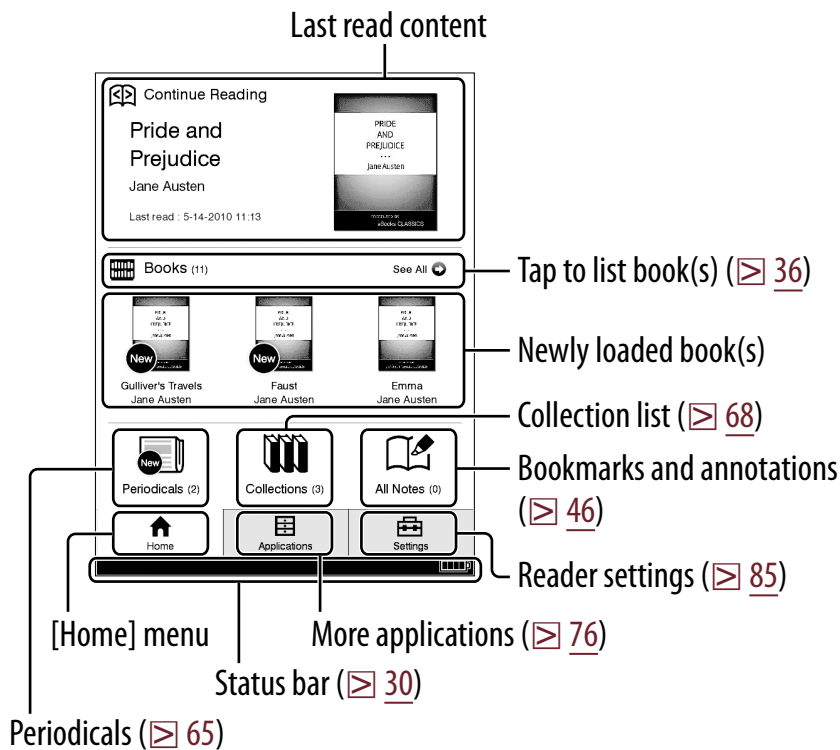 Last read content
Continue Reading
Pride and
Prejudice
Jane Austen
Last read : 5-14-2010 11:13
PRIDE
AND
PREJUDICE
...
Jane Austen
eBooks CLASSICS
Books (11)
See All
Tap to list book(s) (> 36)
Newly loaded book(s)
New
New
Gulliver's Travels
Jane Austen
Faust
Jane Austen
Emma
Jane Austen
Collection list (> 68)
New
Periodicals (2)
Collections (3)
All Notes (0)
Bookmarks and annotations
(> 46)
Home
Applications
Settings
Reader settings (> 85)
[Home] menu
More applications (> 76)
Status bar (> 30)
Periodicals (> 65)